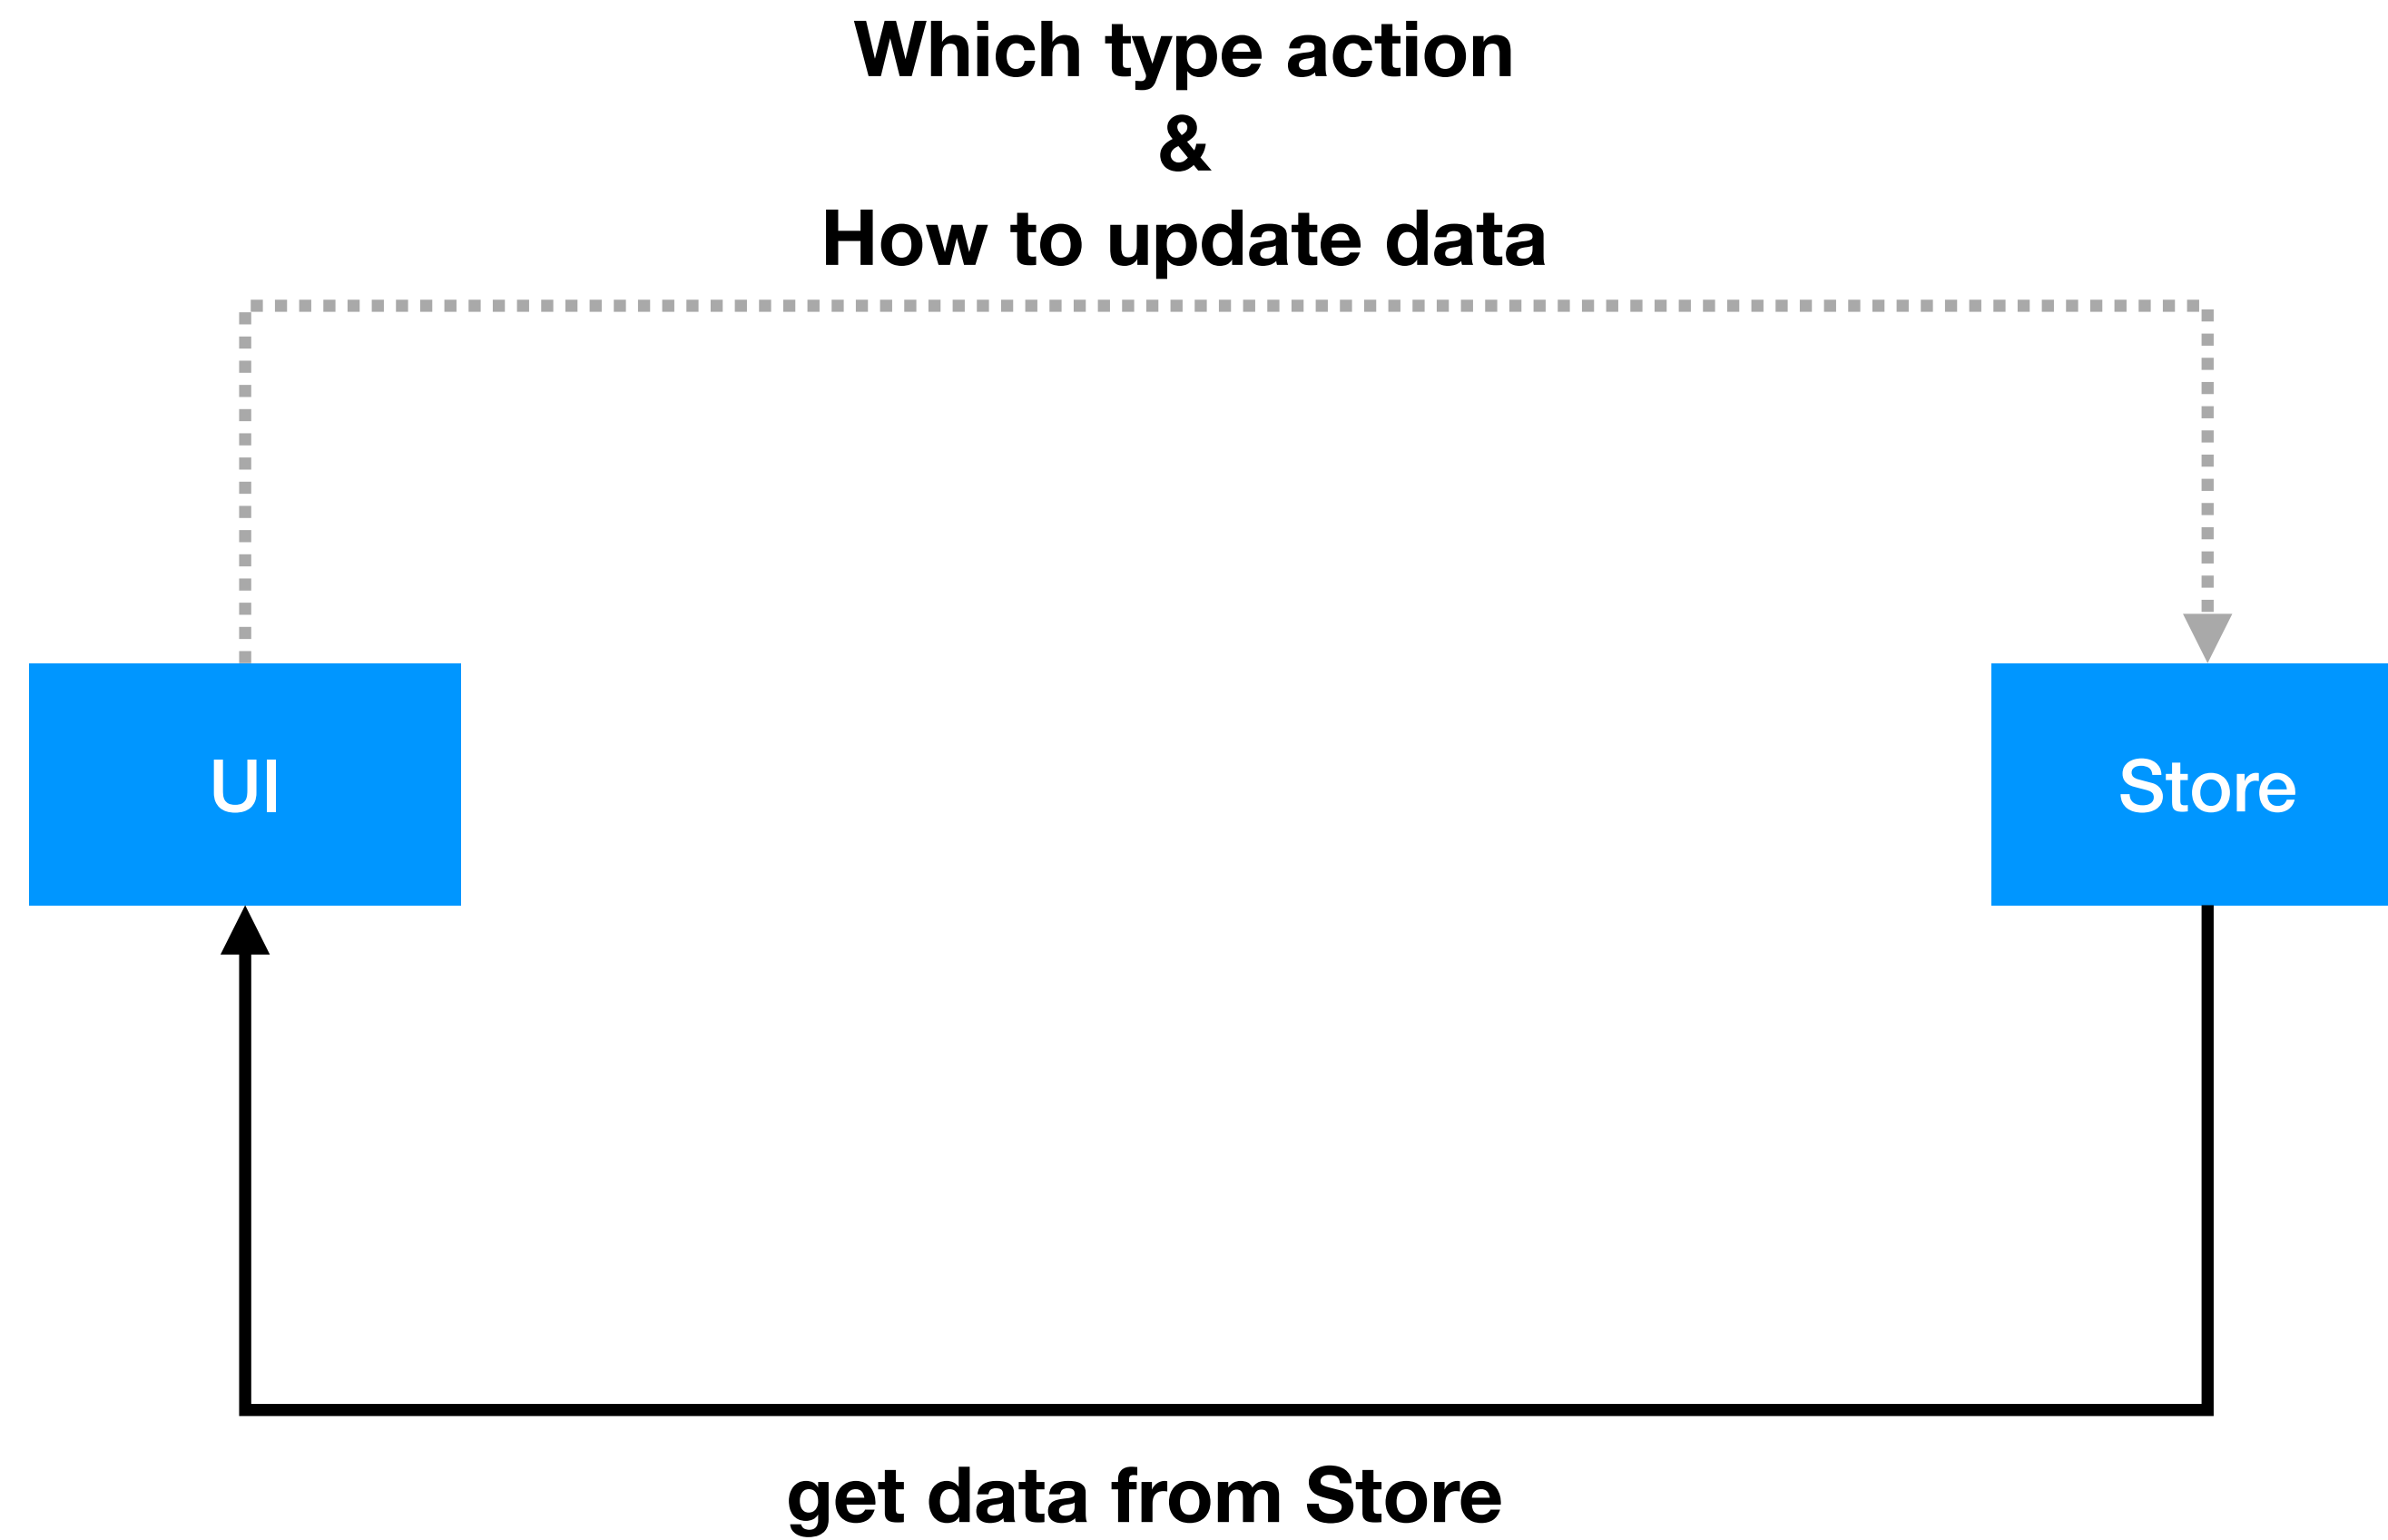 Which type action
&
How to update data
UI
Store
get data from Store